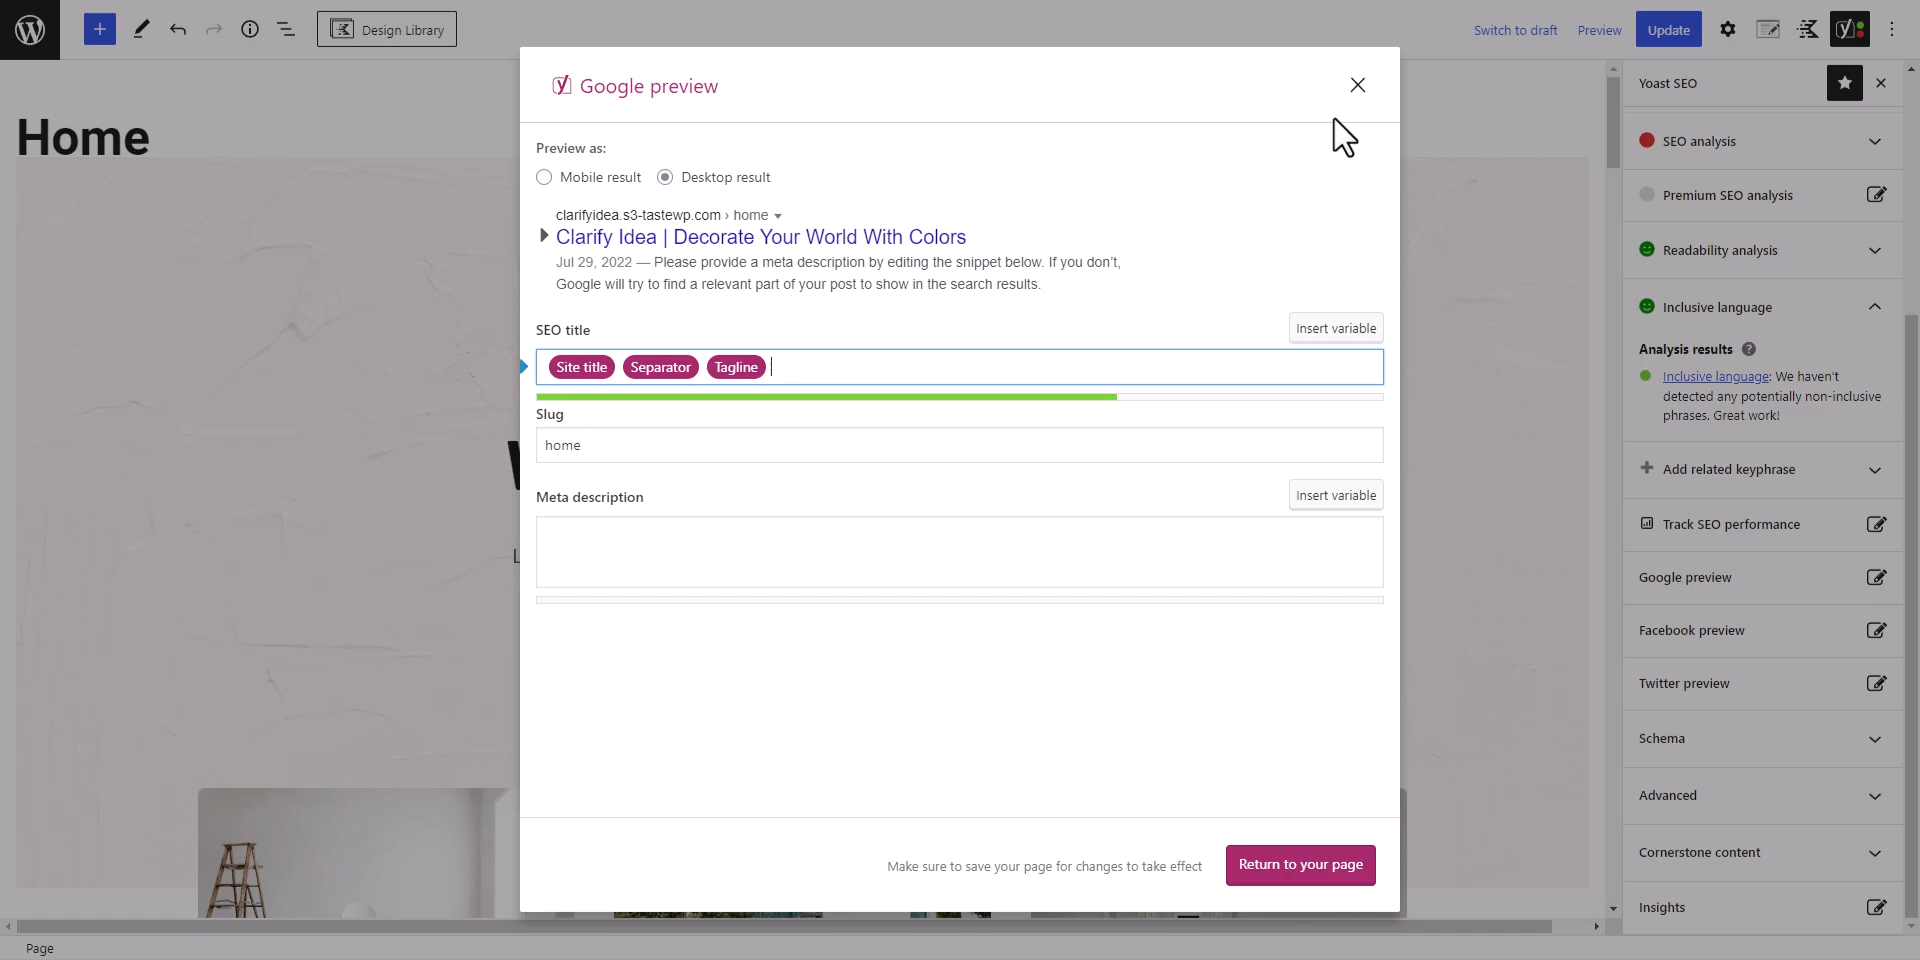 Design Library
Switch to draft
Preview
Update
Home
Google preview
Preview as:
Mobile result
Desktop result
clarifyidea.s3-tastewp.com › home
Clarify Idea | Decorate Your World With Colors
Jul 29, 2022 — Please provide a meta description by editing the snippet below. If you don't,
Google will try to find a relevant part of your post to show in the search results.
SEO title
Insert variable
Site title
Separator
Tagline
Slug
home
Meta description
Insert variable
Make sure to save your page for changes to take effect
Return to your page
Yoast SEO
SEO analysis
Premium SEO analysis
Readability analysis
Inclusive language
Analysis results
Inclusive language: We haven't
detected any potentially non-inclusive
phrases. Great work!
Add related keyphrase
Track SEO performance
Google preview
Facebook preview
Twitter preview
Schema
Advanced
Cornerstone content
Insights
Page